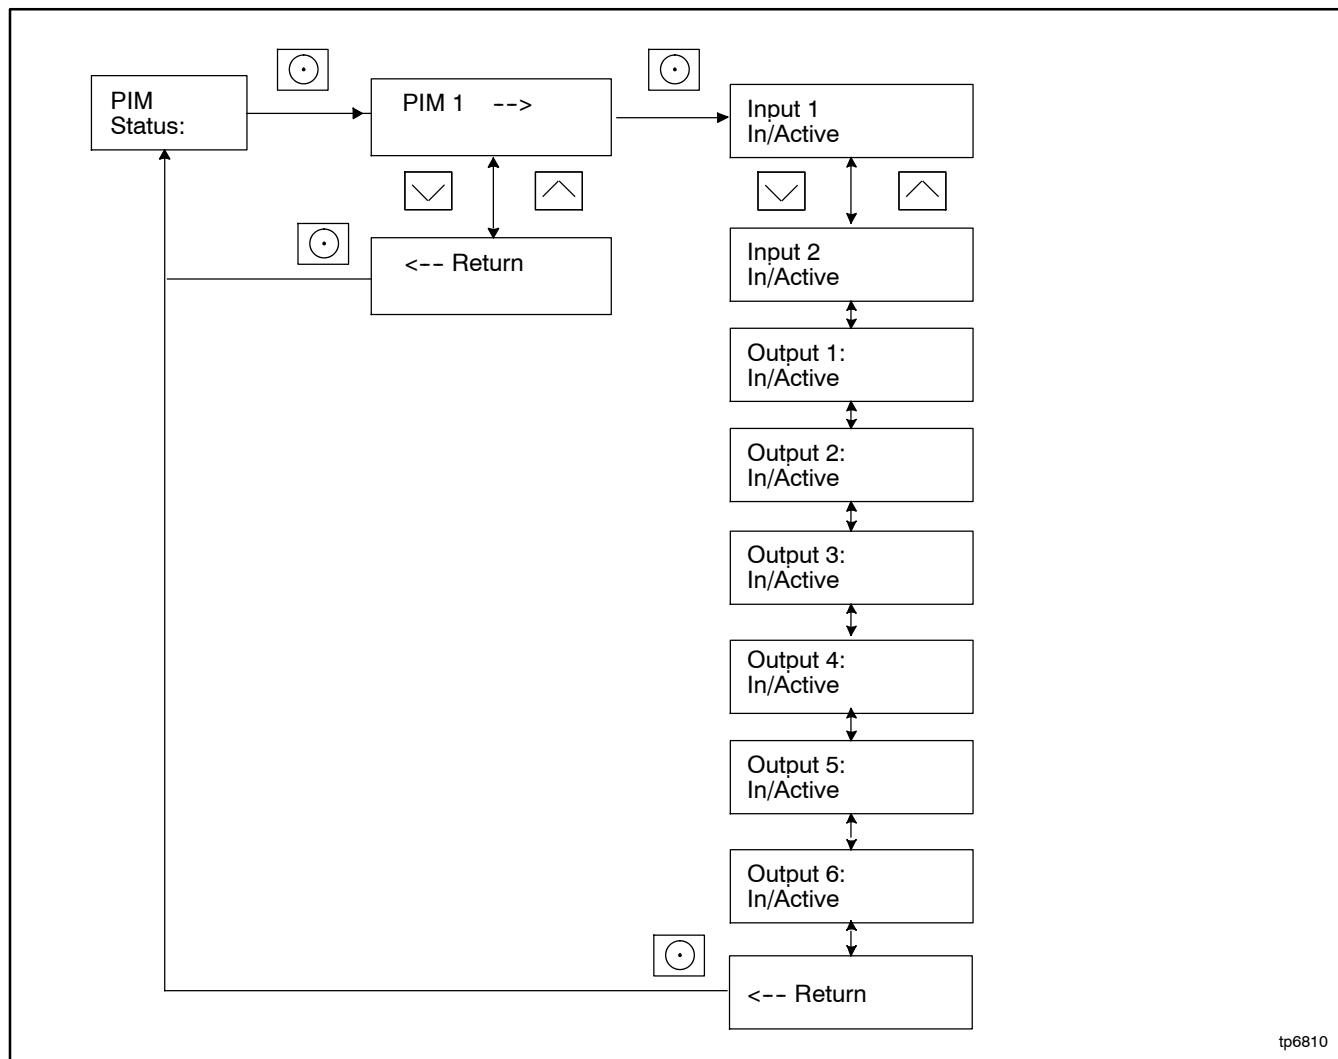 PIM
Status:
PIM 1 -->
<-- Return
Input 1
In/Active
Input 2
In/Active
Output 1:
In/Active
Output 2:
In/Active
Output 3:
In/Active
Output 4:
In/Active
Output 5:
In/Active
Output 6:
In/Active
<-- Return
tp6810